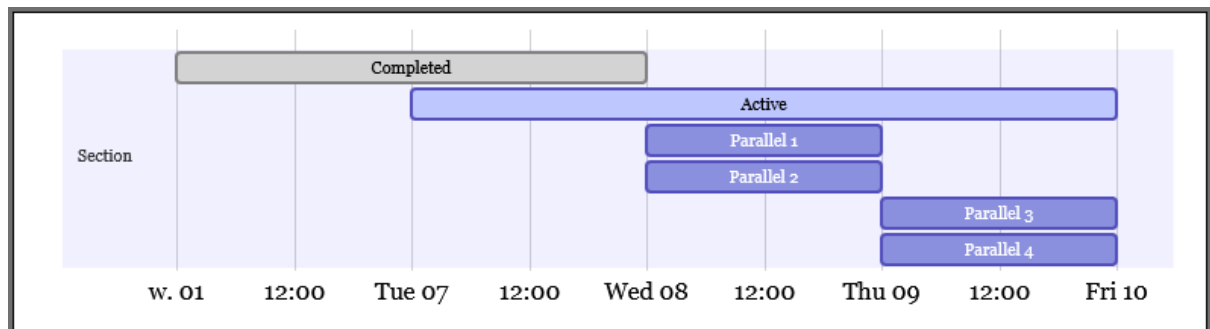 Completed
Active
Parallel 1
Section
Parallel 2
Parallel 3
Parallel 4
w. 01 12:00 Tue 07 12:00 Wed 08 12:00 Thu 09 12:00 Fri 10